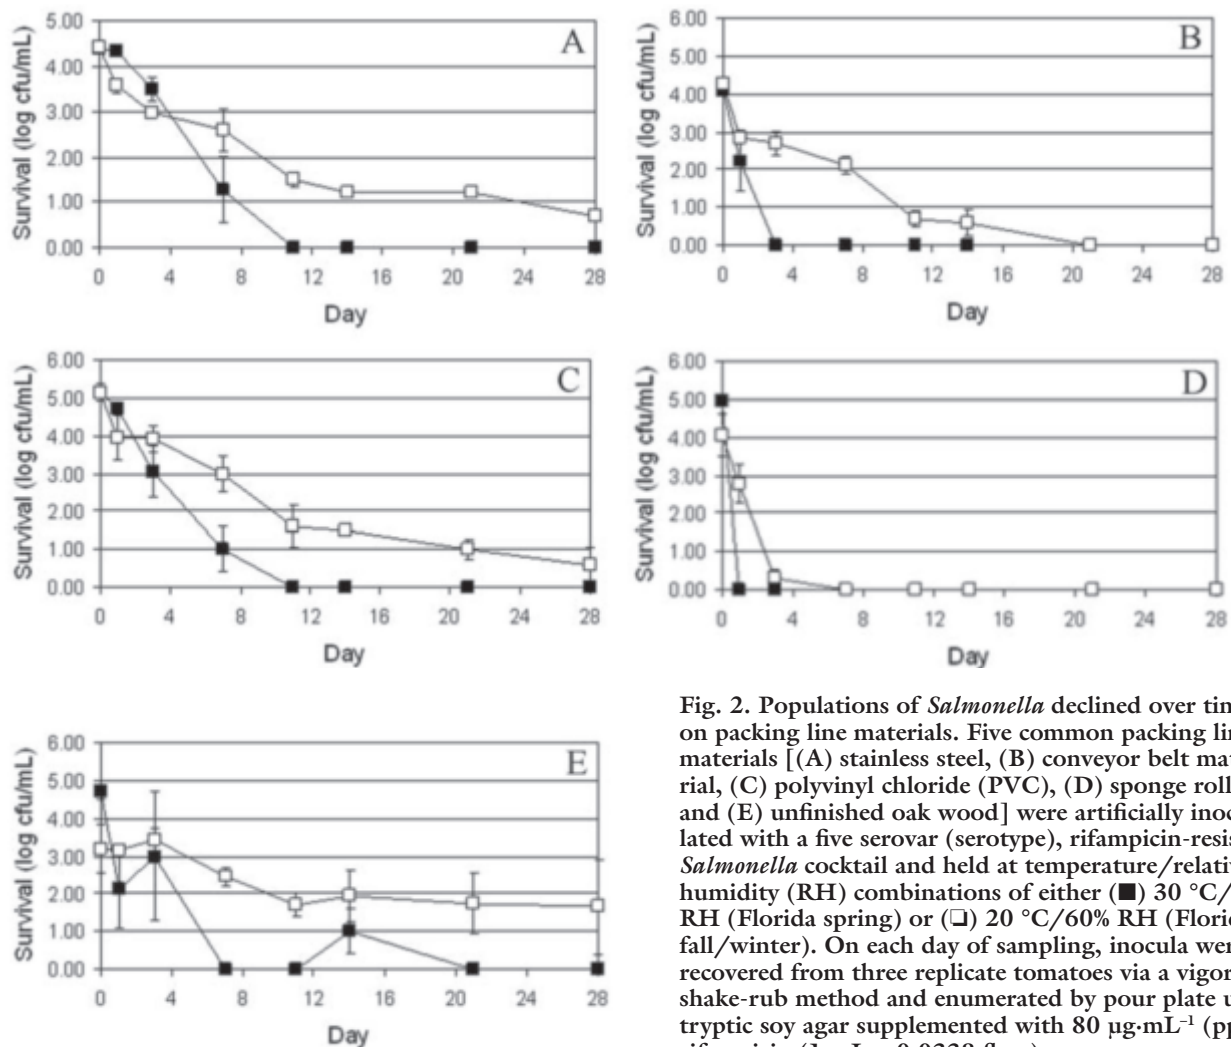 5.00
4.00
3.00
2.00
1.00
0.00
Survival (log cfu/mL)
A
0 4 8 12 16 20 24 28
Day
6.00
5.00
4.00
3.00
2.00
1.00
0.00
Survival (log cfu/mL)
B
0 4 8 12 16 20 24 28
Day
6.00
5.00
4.00
3.00
2.00
1.00
0.00
Survival (log cfu/mL)
C
0 4 8 12 16 20 24 28
Day
6.00
5.00
4.00
3.00
2.00
1.00
0.00
Survival (log cfu/mL)
D
0 4 8 12 16 20 24 28
Day
6.00
5.00
4.00
3.00
2.00
1.00
0.00
Survival (log cfu/mL)
E
0 4 8 12 16 20 24 28
Day
Fig. 2. Populations of Salmonella declined over tim
on packing line materials. Five common packing lin
materials [(A) stainless steel, (B) conveyor belt mat
rial, (C) polyvinyl chloride (PVC), (D) sponge roll
and (E) unfinished oak wood] were artificially inoc
lated with a five serovar (serotype), rifampicin-resis
Salmonella cocktail and held at temperature/relativ
humidity (RH) combinations of either (■) 30 °C/
RH (Florida spring) or (❏) 20 °C/60% RH (Florid
fall/winter). On each day of sampling, inocula wer
recovered from three replicate tomatoes via a vigor
shake-rub method and enumerated by pour plate u
tryptic soy agar supplemented with 80 µg·mL⁻¹ (pp